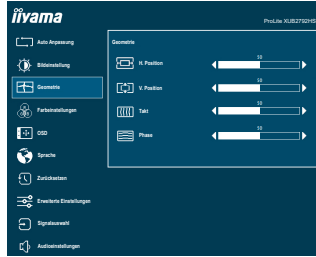 iiyama
ProLite XUB2792HS
Auto Anpassung
Bildeinstellung
Geometrie
Farbeinstellungen
OSD
Sprache
Zurücksetzen
Erweiterte Einstellungen
Signalauswahl
Audioeinstellungen
Geometrie
H. Position
50
V. Position
50
Takt
50
Phase
50